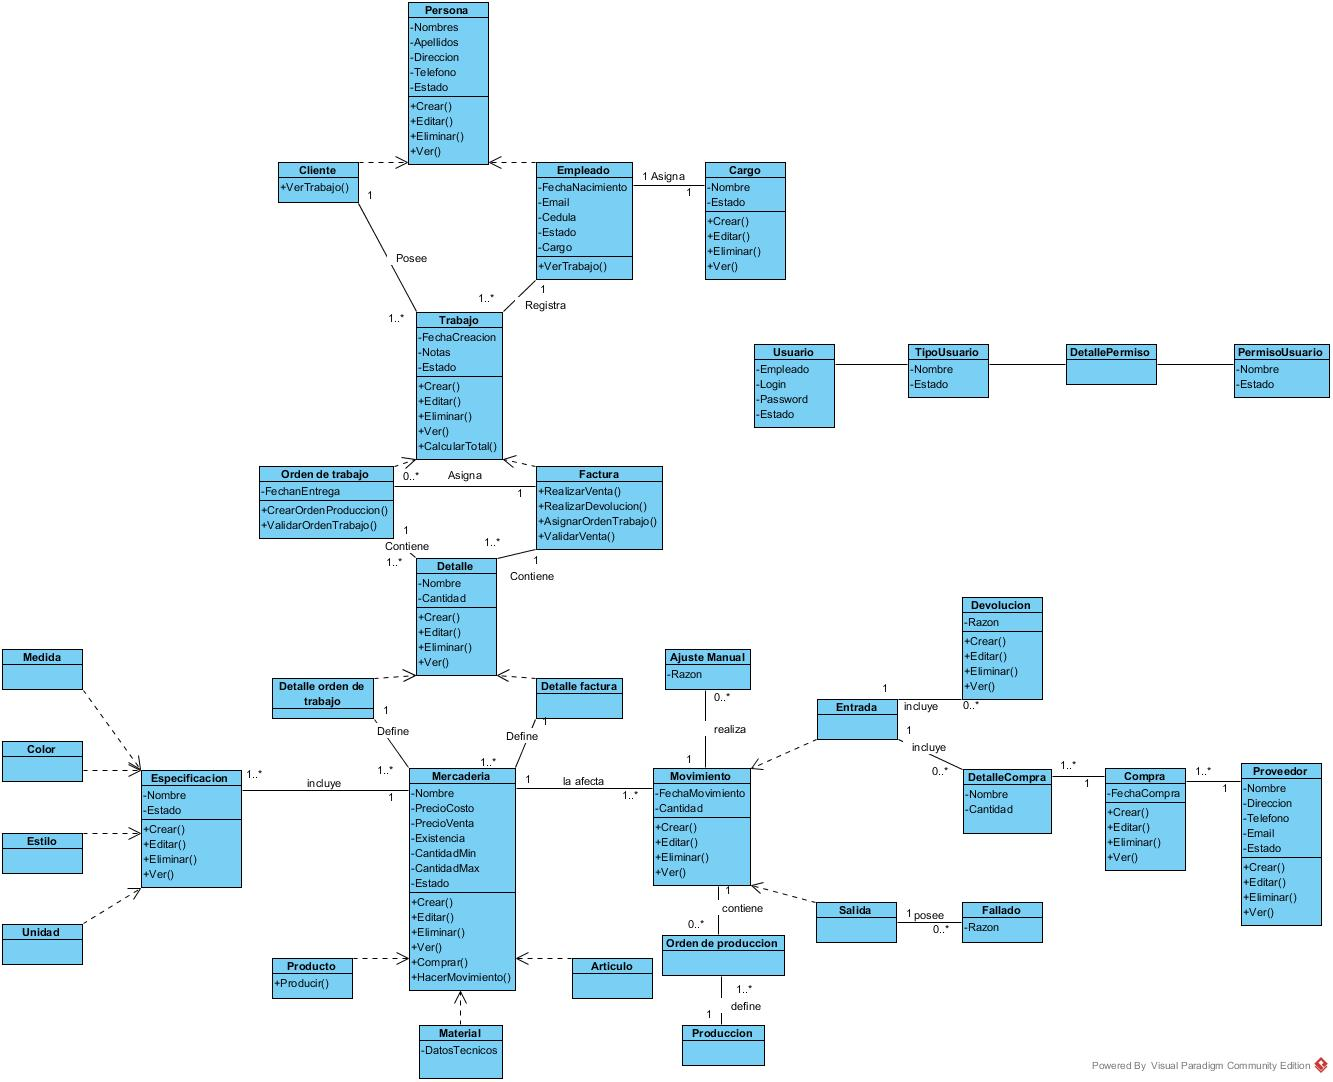 Persona
-Nombres
-Apellidos
-Direccion
-Telefono
-Estado
+Crear()
+Editar()
+Eliminar()
+Ver()
Cliente
+VerTrabajo()
Empleado
-FechaNacimiento
-Email
-Cedula
-Estado
-Cargo
+VerTrabajo()
1 Asigna
1
Cargo
-Nombre
-Estado
+Crear()
+Editar()
+Eliminar()
+Ver()
1
Posee
1..*
1..*
1
Registra
Trabajo
-FechaCreacion
-Notas
-Estado
+Crear()
+Editar()
+Eliminar()
+Ver()
+CalcularTotal()
Usuario
-Empleado
-Login
-Password
-Estado
TipoUsuario
-Nombre
-Estado
DetallePermiso
PermisoUsuario
-Nombre
-Estado
Orden de trabajo
-FechanEntrega
+CrearOrdenProduccion()
+ValidarOrdenTrabajo()
0..*
Asigna
1
Factura
+RealizarVenta()
+RealizarDevolucion()
+AsignarOrdenTrabajo()
+ValidarVenta()
1
Contiene
1..*
1..*
1
Contiene
Detalle
-Nombre
-Cantidad
+Crear()
+Editar()
+Eliminar()
+Ver()
Detalle orden de
trabajo
Detalle factura
1
Define
1..*
1
Define
1..*
Medida
Color
Estilo
Unidad
Especificacion
-Nombre
-Estado
+Crear()
+Editar()
+Eliminar()
+Ver()
1..*
incluye
1
Mercaderia
-Nombre
-PrecioCosto
-PrecioVenta
-Existencia
-CantidadMin
-CantidadMax
-Estado
+Crear()
+Editar()
+Eliminar()
+Ver()
+Comprar()
+HacerMovimiento()
Producto
+Producir()
Articulo
Material
-DatosTecnicos
1
la afecta
1..*
Ajuste Manual
-Razon
0..*
realiza
1
Movimiento
-FechaMovimiento
-Cantidad
+Crear()
+Editar()
+Eliminar()
+Ver()
1
contiene
0..*
Orden de produccion
1..*
define
1
Produccion
Entrada
1
incluye
0..*
Devolucion
-Razon
+Crear()
+Editar()
+Eliminar()
+Ver()
1
incluye
0..*
DetalleCompra
-Nombre
-Cantidad
1..*
1
Compra
-FechaCompra
+Crear()
+Editar()
+Eliminar()
+Ver()
1..*
1
Proveedor
-Nombre
-Direccion
-Telefono
-Email
-Estado
+Crear()
+Editar()
+Eliminar()
+Ver()
Salida
1 posee
0..*
Fallado
-Razon
Powered By Visual Paradigm Community Edition